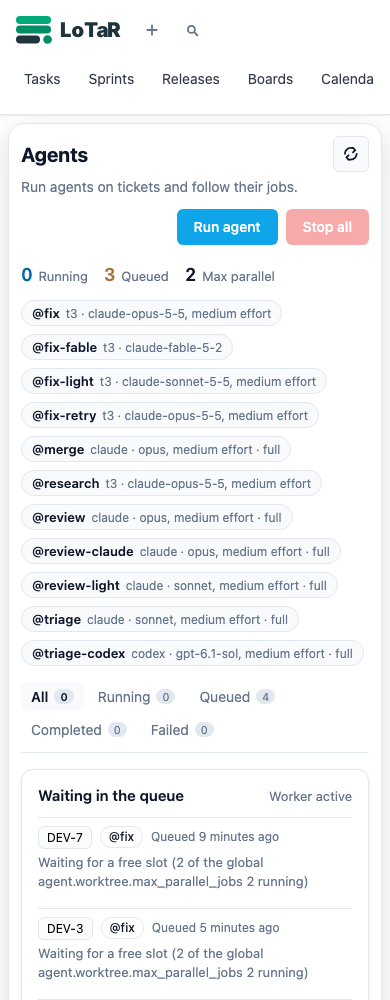 LoTaR
Tasks Sprints Releases Boards Calenda
Agents
Run agents on tickets and follow their jobs.
Run agent Stop all
0 Running 3 Queued 2 Max parallel
@fix t3 · claude-opus-5-5, medium effort
@fix-fable t3 · claude-fable-5-2
@fix-light t3 · claude-sonnet-5-5, medium effort
@fix-retry t3 · claude-opus-5-5, medium effort
@merge claude · opus, medium effort · full
@research t3 · claude-opus-5-5, medium effort
@review claude · opus, medium effort · full
@review-claude claude · opus, medium effort · full
@review-light claude · sonnet, medium effort · full
@triage claude · sonnet, medium effort · full
@triage-codex codex · gpt-6.1-sol, medium effort · full
All 0 Running 0 Queued 4
Completed 0 Failed 0
Waiting in the queue Worker active
DEV-7 @fix Queued 9 minutes ago
Waiting for a free slot (2 of the global
agent.worktree.max_parallel_jobs 2 running)
DEV-3 @fix Queued 5 minutes ago
Waiting for a free slot (2 of the global
agent.worktree.max_parallel_jobs 2 running)